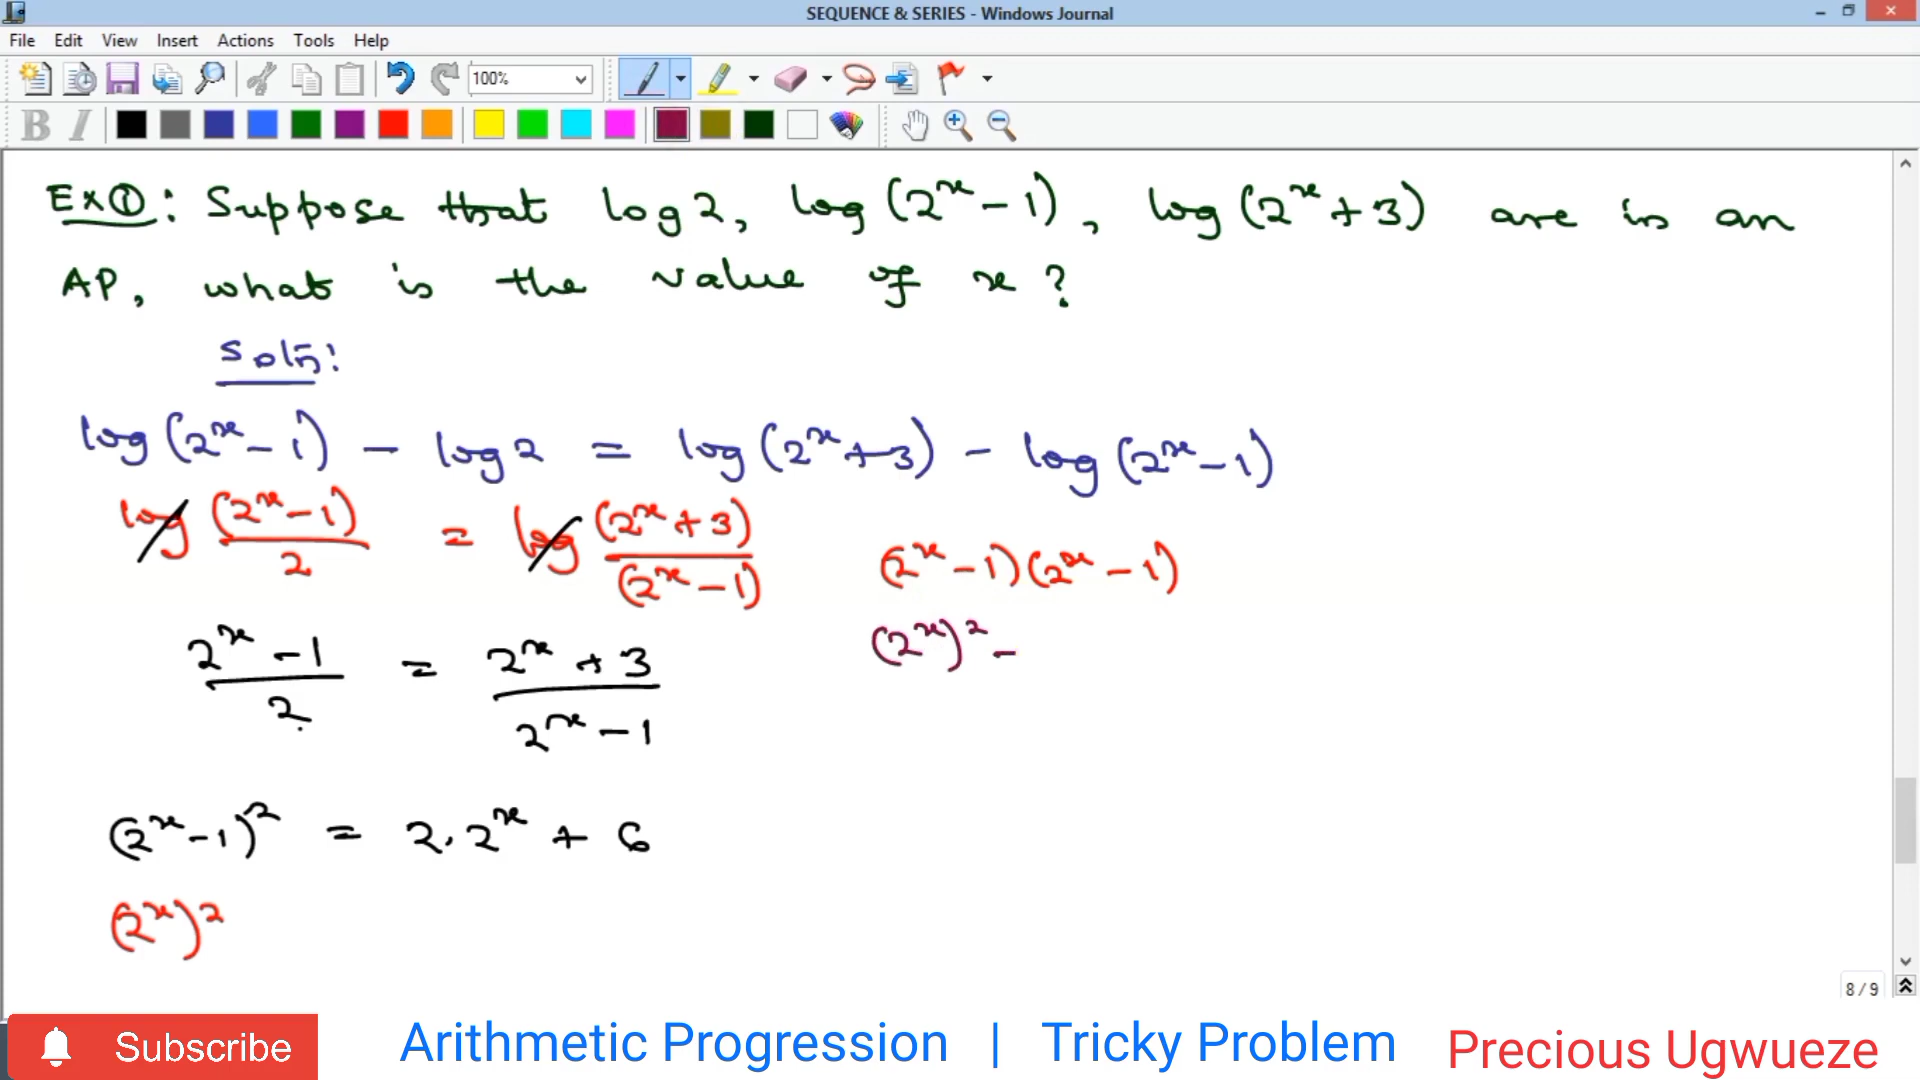 SEQUENCE & SERIES - Windows Journal
File Edit View Insert Actions Tools Help
100%
B I
Ex①: Suppose that log 2, log (2^x - 1), log (2^x + 3) are in an
AP, what is the value of x?
Soln:
log (2^x - 1) - log 2 = log (2^x + 3) - log (2^x - 1)
log (2^x - 1)/2 = log (2^x + 3)/(2^x - 1)
(2^x - 1)(2^x - 1)
(2^x)^2 -
(2^x - 1)/2 = (2^x + 3)/(2^x - 1)
(2^x - 1)^2 = 2 . 2^x + 6
(2^x)^2
8 / 9
Subscribe
Arithmetic Progression | Tricky Problem
Precious Ugwueze